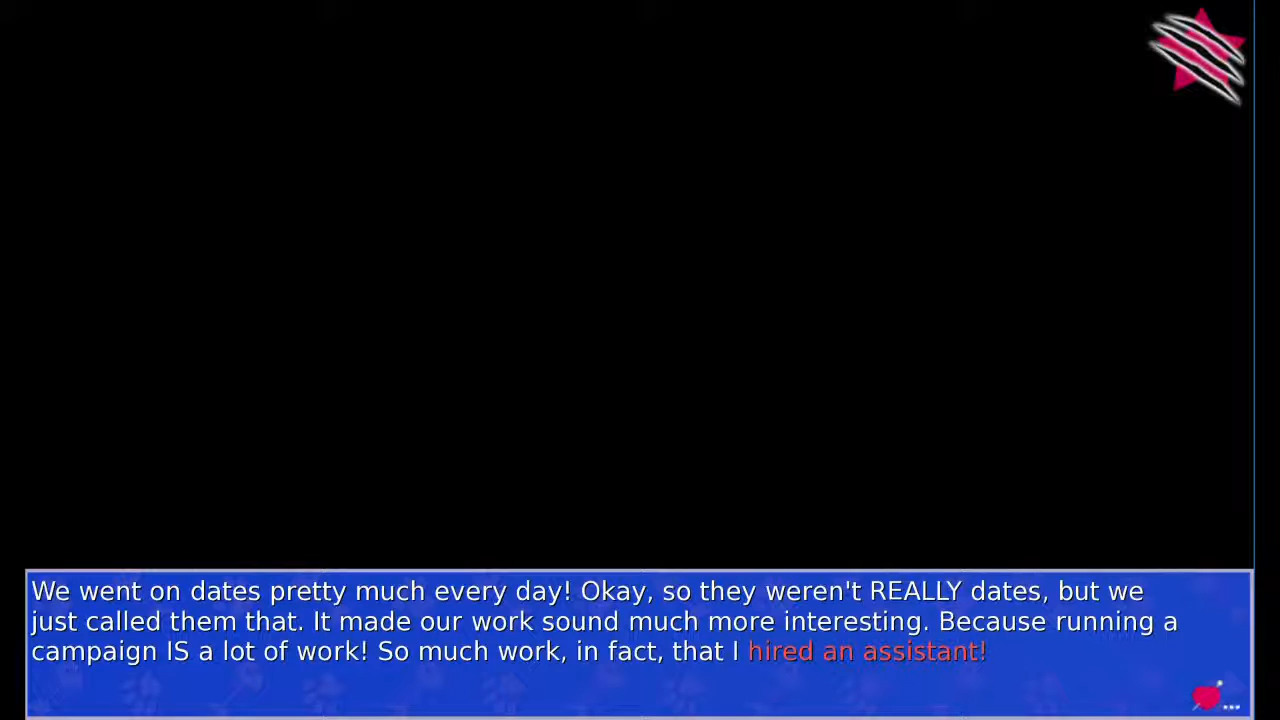 We went on dates pretty much every day! Okay, so they weren't REALLY dates, but we
just called them that. It made our work sound much more interesting. Because running a
campaign IS a lot of work! So much work, in fact, that I hired an assistant!